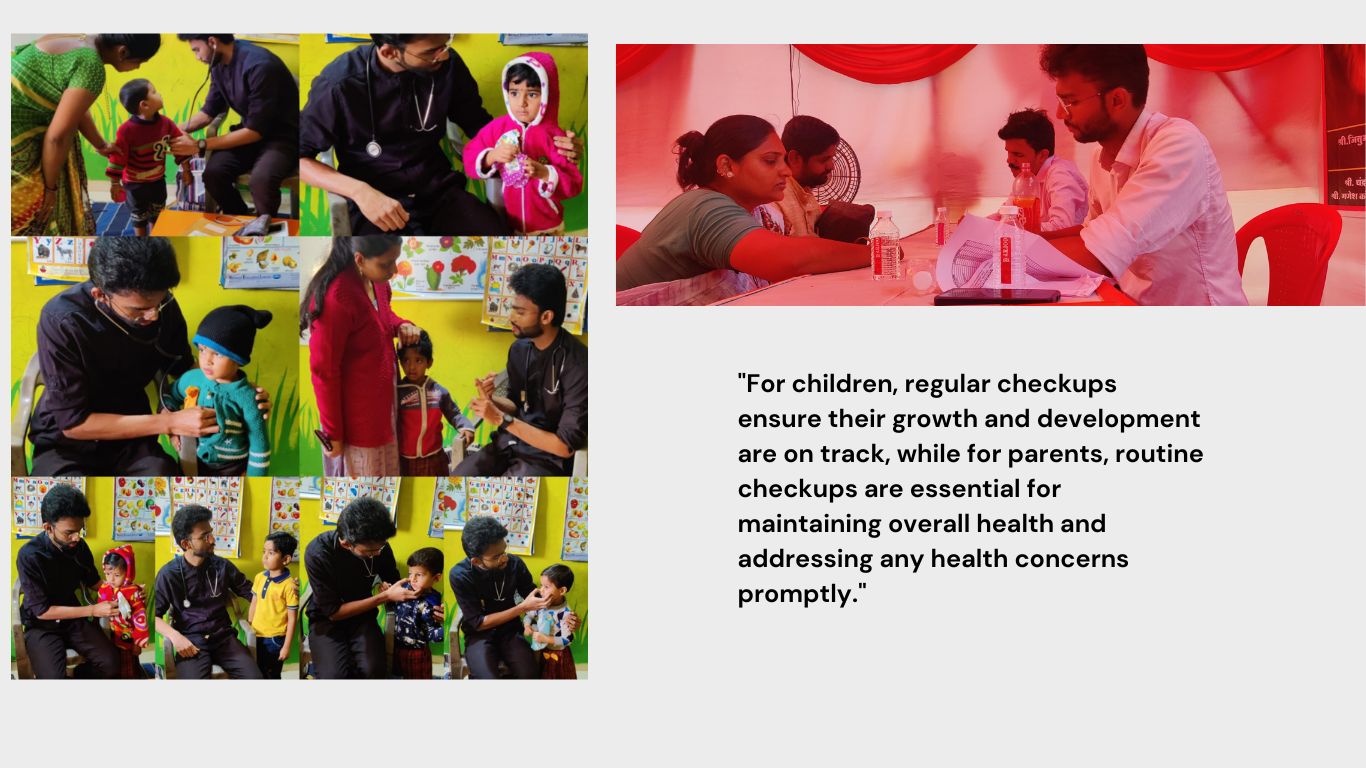 श्री.
श्री.
"For children, regular checkups
ensure their growth and development
are on track, while for parents, routine
checkups are essential for
maintaining overall health and
addressing any health concerns
promptly."